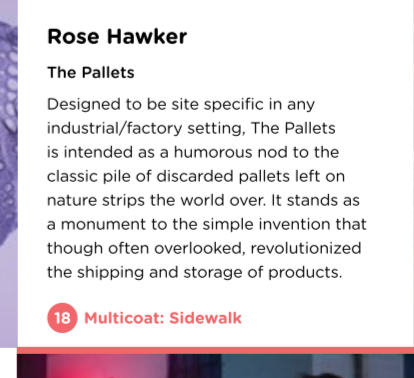 Rose Hawker
The Pallets
Designed to be site specific in any
industrial/factory setting, The Pallets
is intended as a humorous nod to the
classic pile of discarded pallets left on
nature strips the world over. It stands as
a monument to the simple invention that
though often overlooked, revolutionized
the shipping and storage of products.
18 Multicoat: Sidewalk